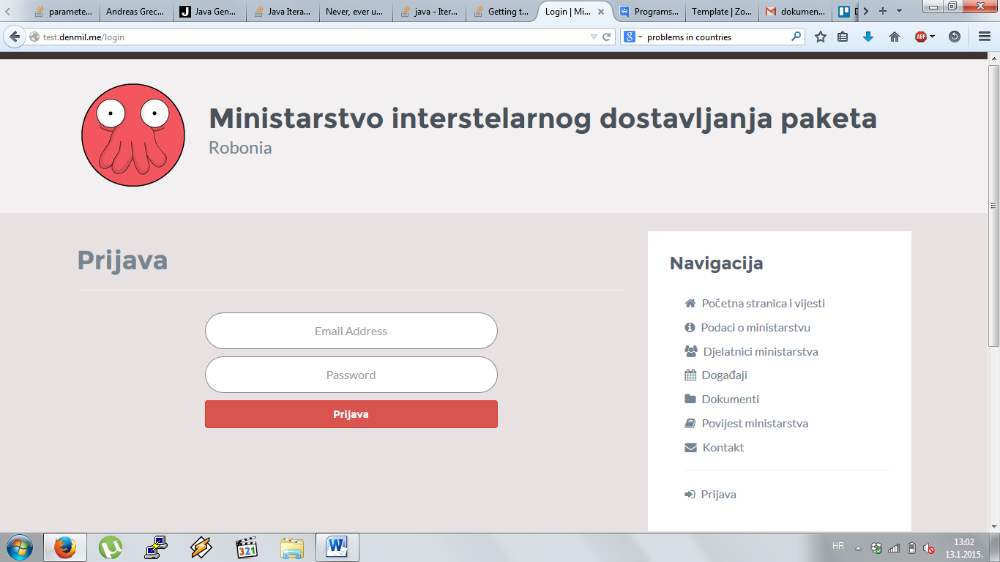 paramete...
Andreas Grec...
Java Gen...
Java Itera...
Never, ever u...
java - Iter...
Getting t...
Login | Mi...
Programs...
Template | Zo...
dokumen...
test.denmil.me/login
problems in countries
ABP
Ministarstvo interstelarnog dostavljanja paketa
Robonia
Prijava
Email Address
Password
Prijava
Navigacija
Početna stranica i vijesti
Podaci o ministarstvu
Djelatnici ministarstva
Događaji
Dokumenti
Povijest ministarstva
Kontakt
Prijava
321
HR
13:02
13.1.2015.